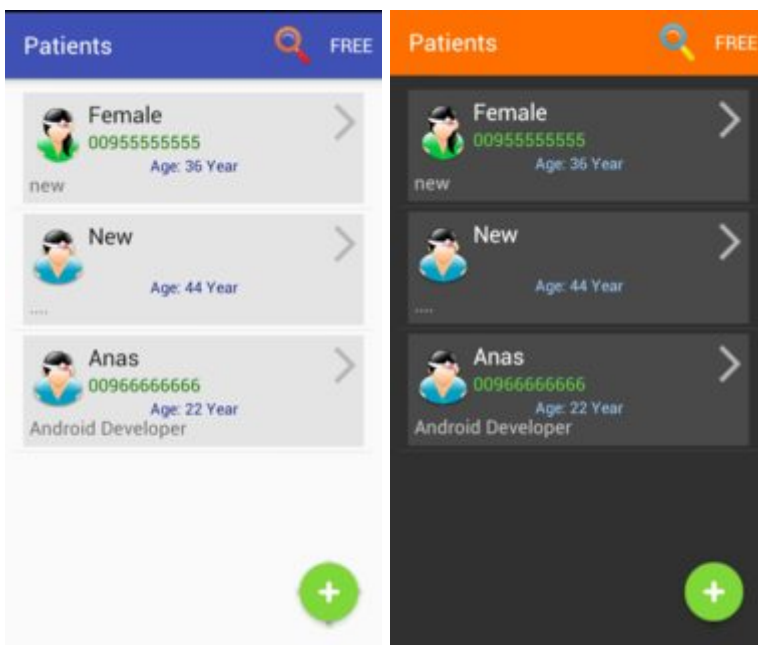 Patients FREE
Female
00955555555
Age: 36 Year
new
New
Age: 44 Year
....
Anas
00966666666
Age: 22 Year
Android Developer
Patients FREE
Female
00955555555
Age: 36 Year
new
New
Age: 44 Year
....
Anas
00966666666
Age: 22 Year
Android Developer